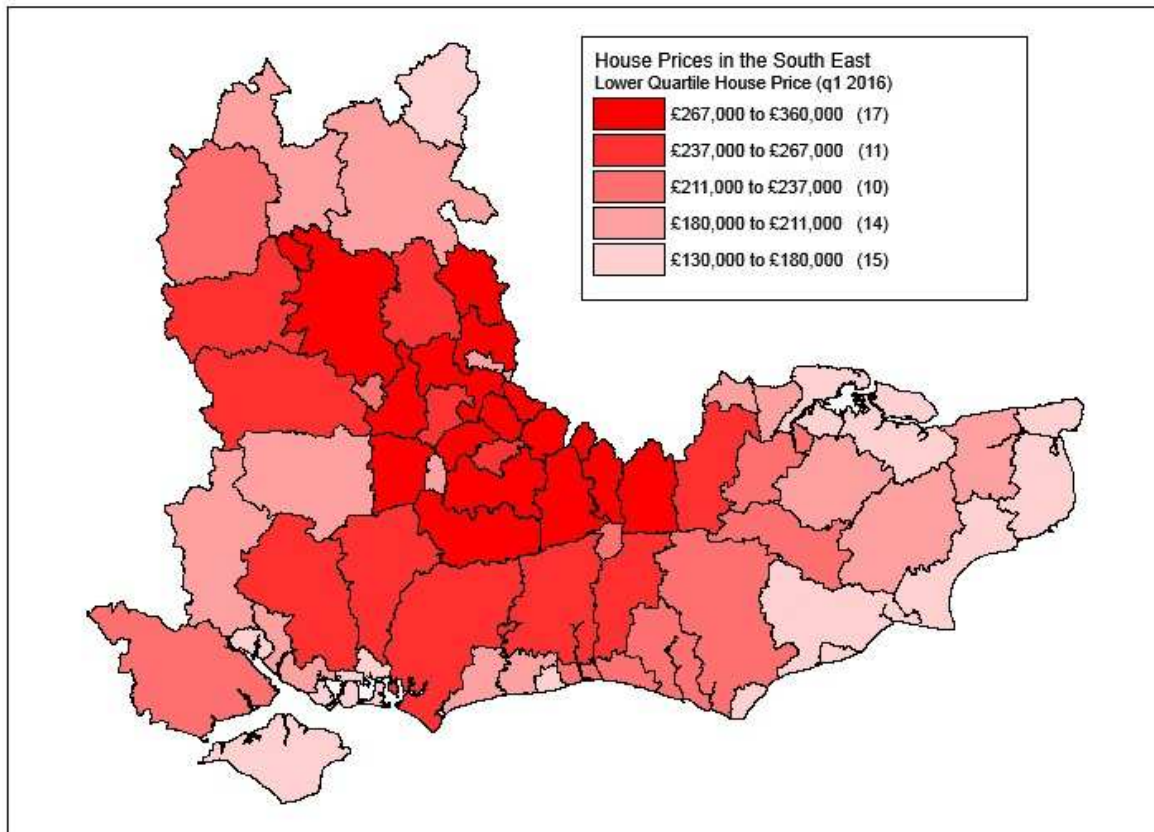 House Prices in the South East
Lower Quartile House Price (q1 2016)
£267,000 to £360,000 (17)
£237,000 to £267,000 (11)
£211,000 to £237,000 (10)
£180,000 to £211,000 (14)
£130,000 to £180,000 (15)